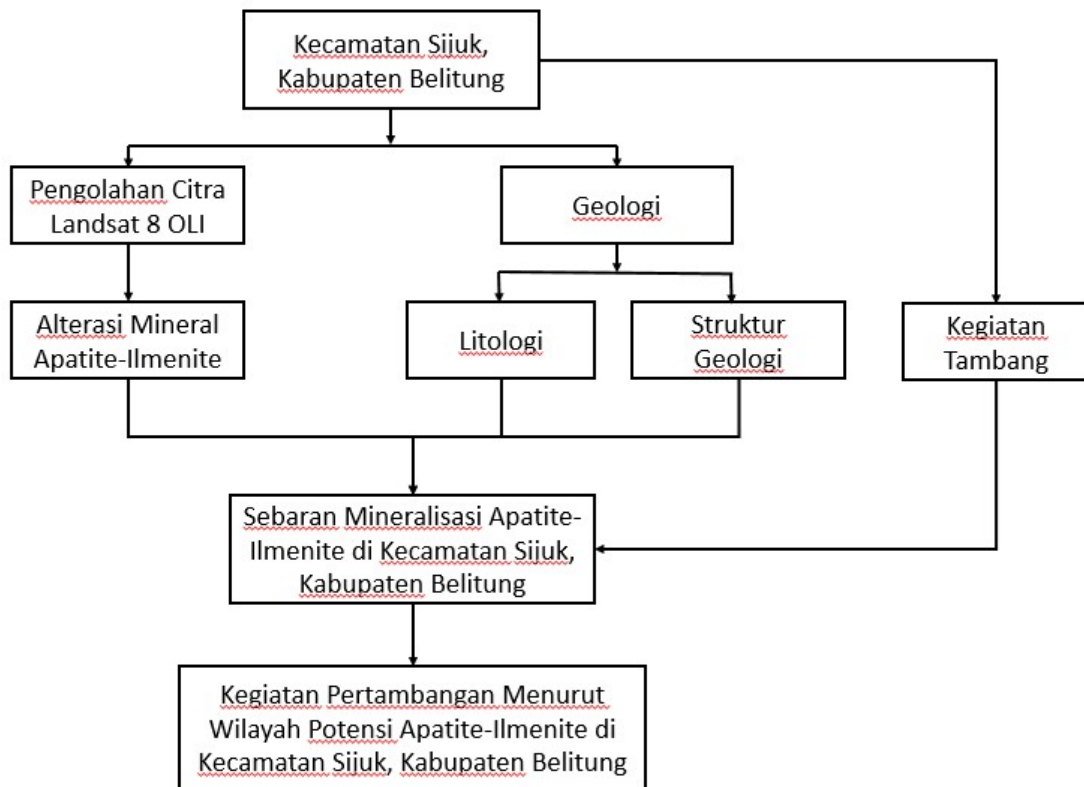 Kecamatan Sijuk,
Kabupaten Belitung
Pengolahan Citra
Landsat 8 OLI
Geologi
Alterasi Mineral
Apatite-Ilmenite
Litologi
Struktur
Geologi
Kegiatan
Tambang
Sebaran Mineralisasi Apatite-
Ilmenite di Kecamatan Sijuk,
Kabupaten Belitung
Kegiatan Pertambangan Menurut
Wilayah Potensi Apatite-Ilmenite di
Kecamatan Sijuk, Kabupaten Belitung